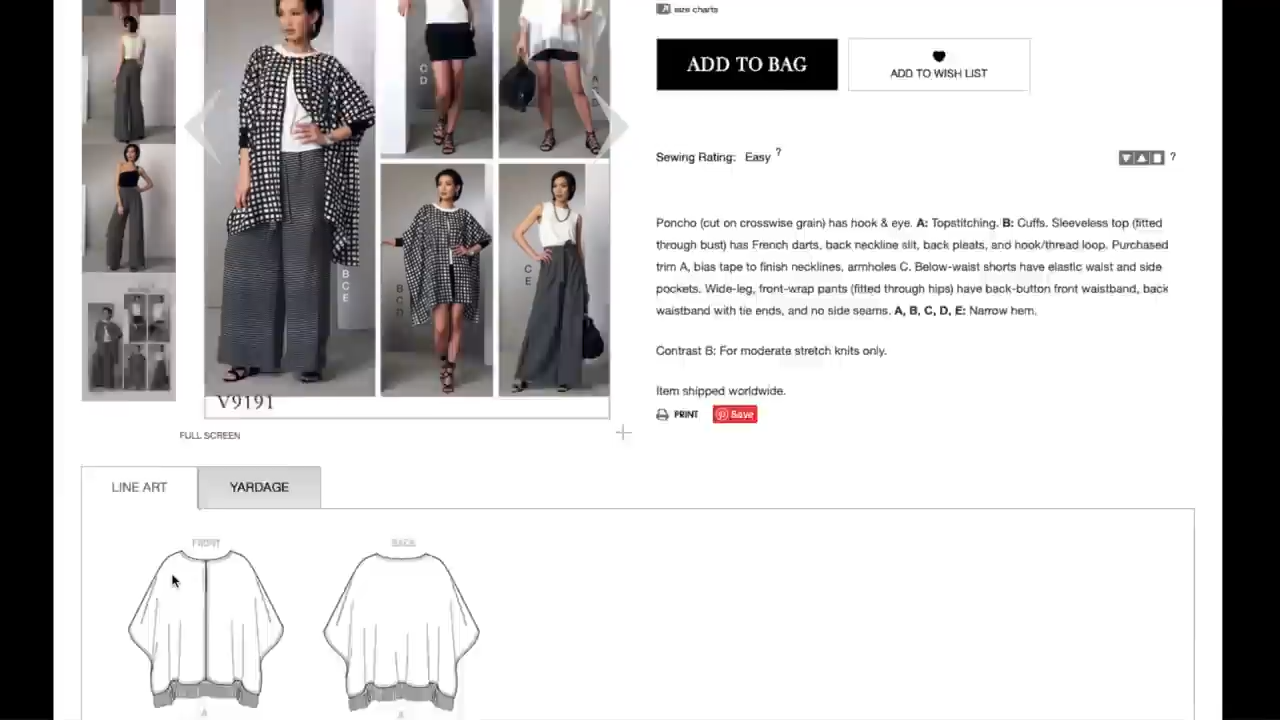 size charts
ADD TO BAG
ADD TO WISH LIST
Sewing Rating: Easy ?
?
Poncho (cut on crosswise grain) has hook & eye. A: Topstitching. B: Cuffs. Sleeveless top (fitted
through bust) has French darts, back neckline slit, back pleats, and hook/thread loop. Purchased
trim A, bias tape to finish necklines, armholes C. Below-waist shorts have elastic waist and side
pockets. Wide-leg, front-wrap pants (fitted through hips) have back-button front waistband, back
waistband with tie ends, and no side seams. A, B, C, D, E: Narrow hem.
Contrast B: For moderate stretch knits only.
Item shipped worldwide.
PRINT
Save
C
D
A
D
B
C
E
B
C
D
C
E
V9191
FULL SCREEN
LINE ART
YARDAGE
FRONT
BACK
A
A